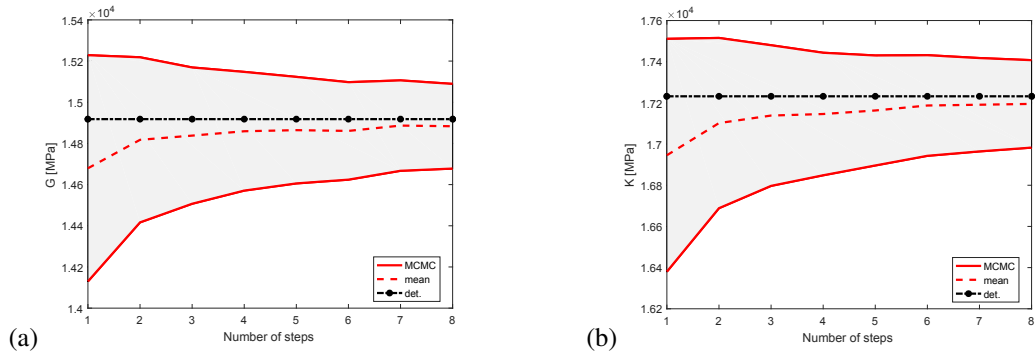 ×10⁴
1.54
1.52
1.5
1.48
1.46
1.44
1.42
1.4
G [MPa]
1 2 3 4 5 6 7 8
Number of steps
MCMC
mean
det.
(a)
×10⁴
1.76
1.74
1.72
1.7
1.68
1.66
1.64
1.62
K [MPa]
1 2 3 4 5 6 7 8
Number of steps
MCMC
mean
det.
(b)